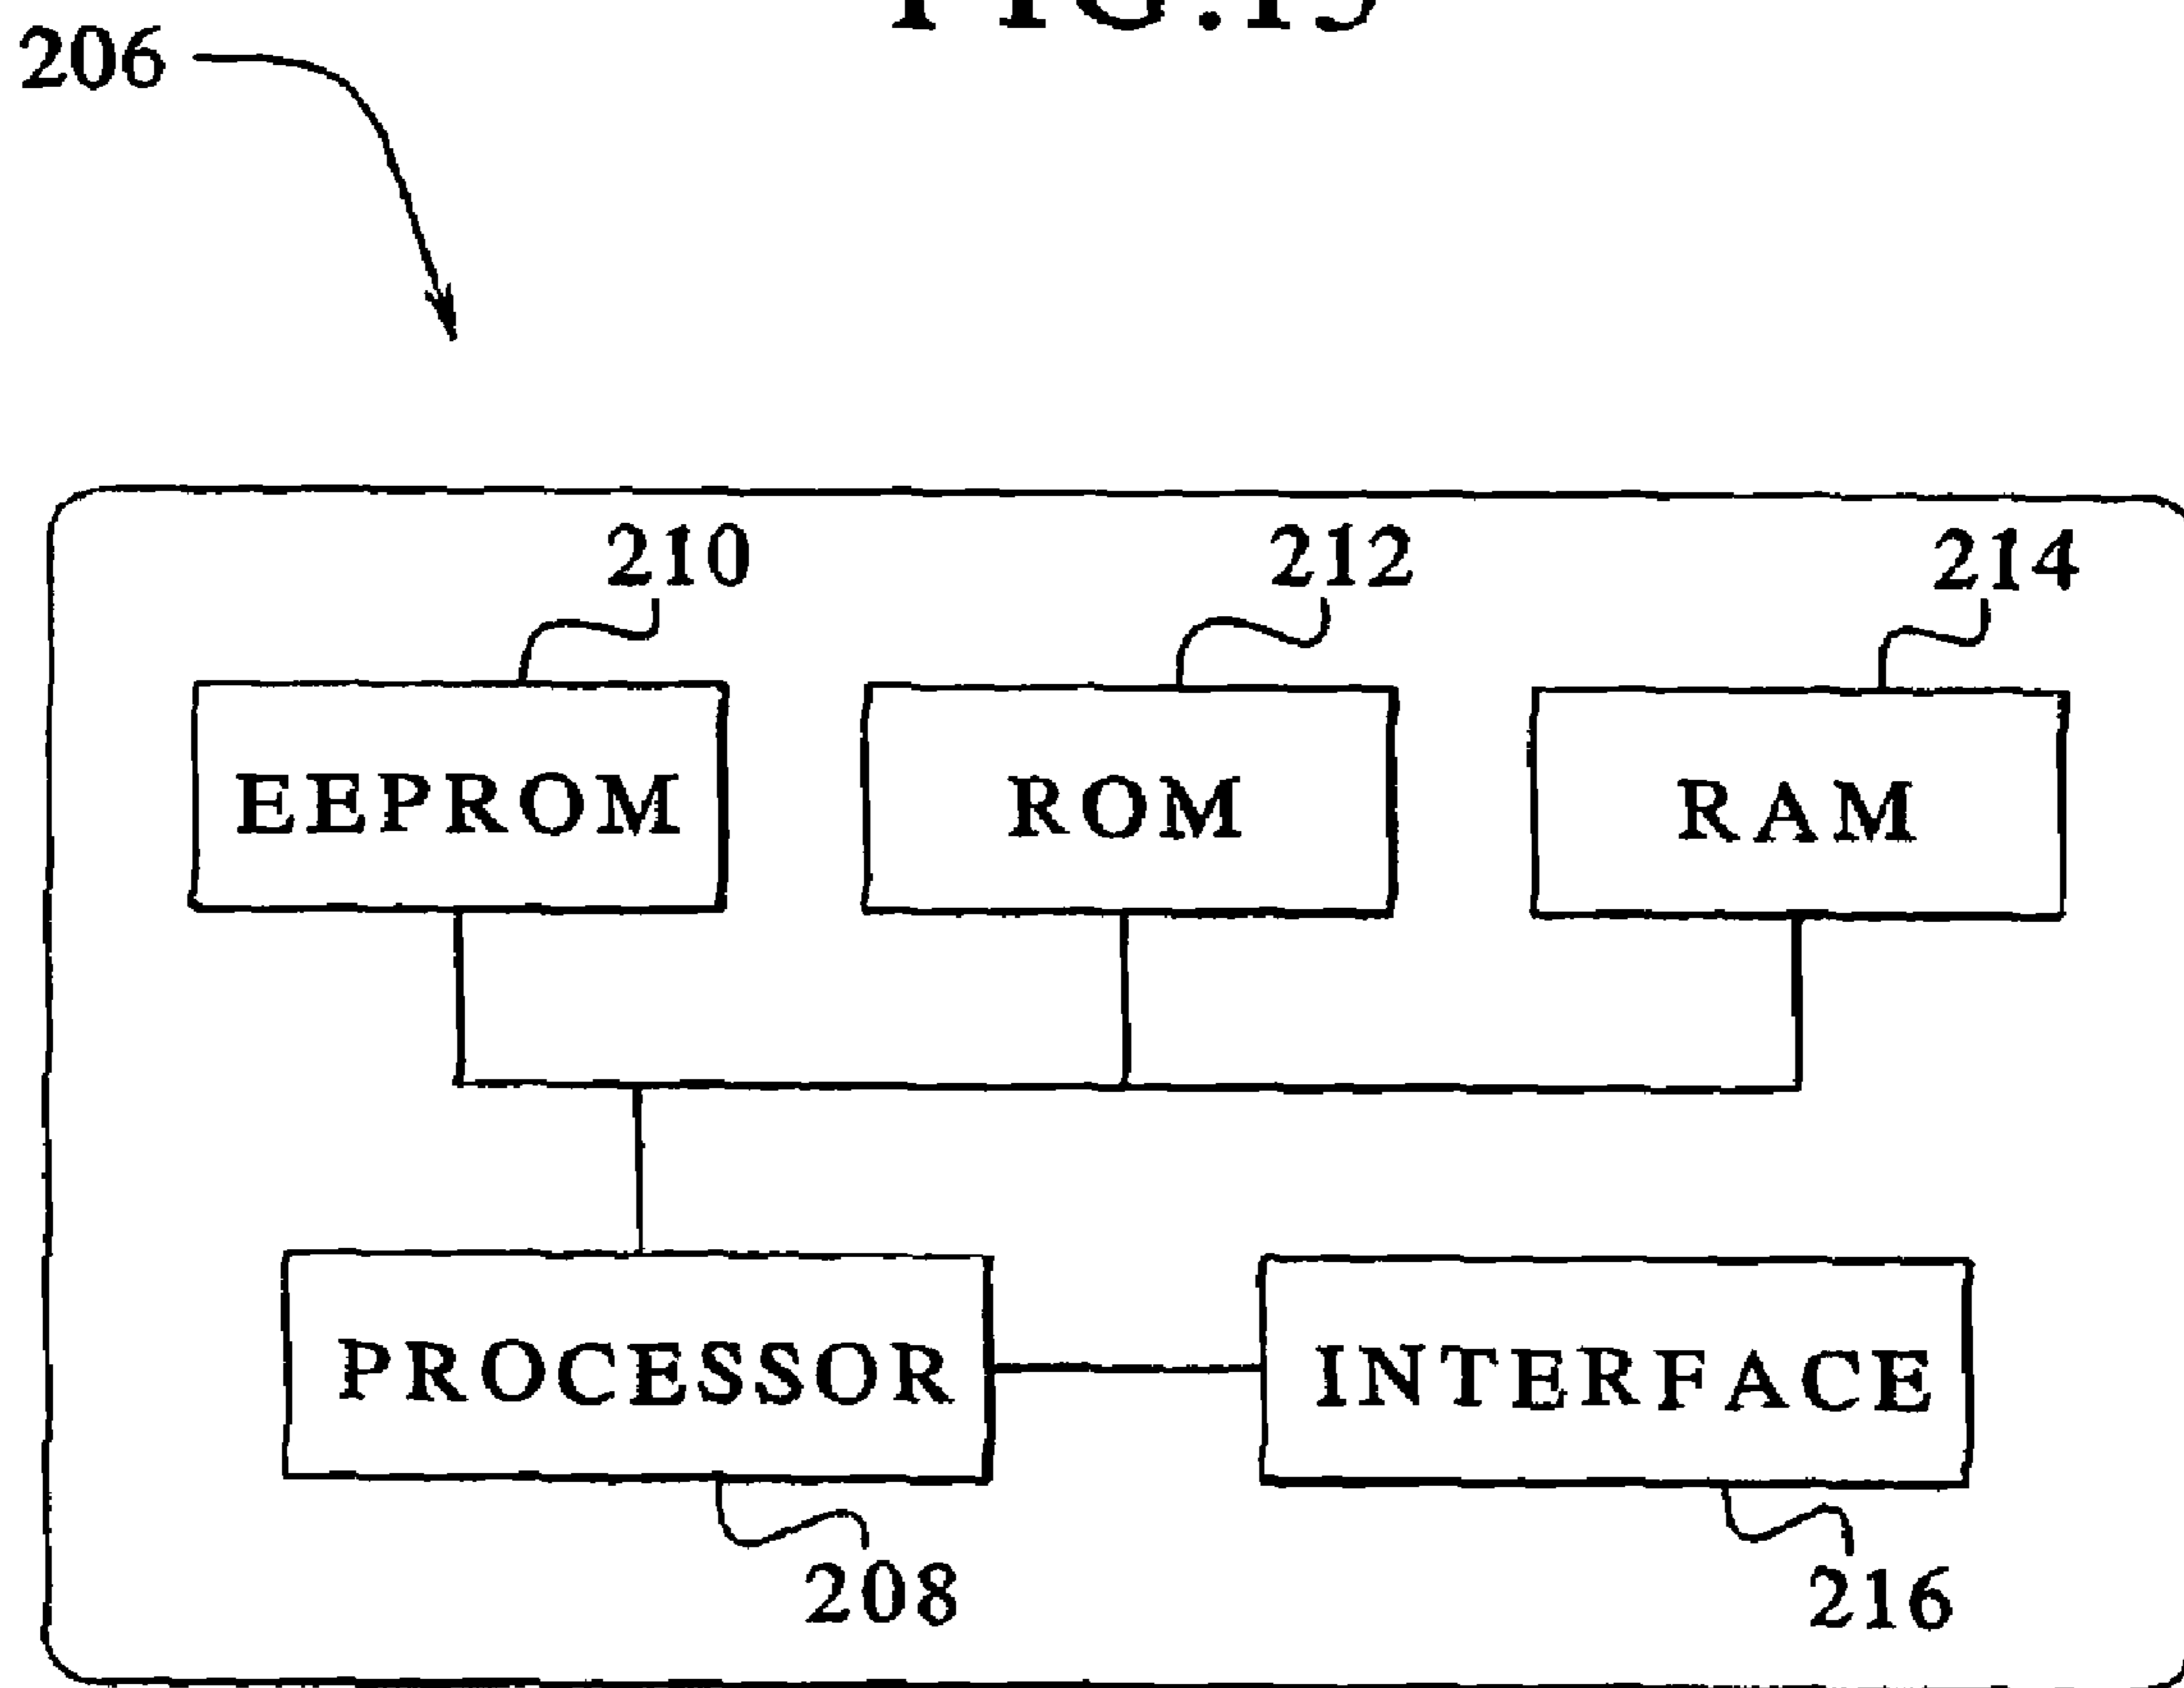 206
210
212
214
EEPROM
ROM
RAM
PROCESSOR
INTERFACE
208
216